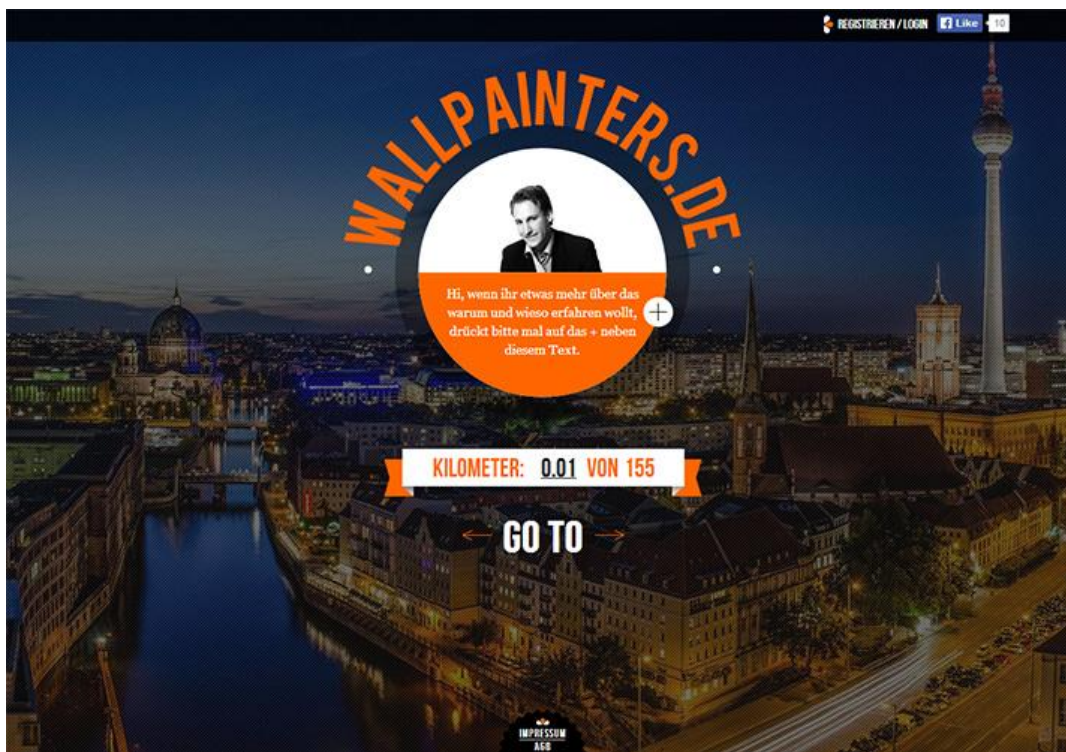 REGISTRIEREN / LOGIN
Like
10
WALLPAINTERS.DE
Hi, wenn ihr etwas mehr über das
warum und wieso erfahren wollt,
drückt bitte mal auf das + neben
diesem Text.
KILOMETER: 0.01 VON 155
← GO TO →
IMPRESSUM
AGB